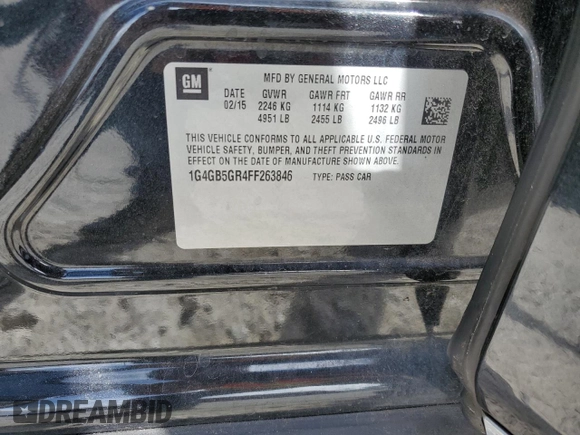 GM
MFD BY GENERAL MOTORS LLC
DATE GVWR GAWR FRT GAWR RR
02/15 2246 KG 1114 KG 1132 KG
4951 LB 2455 LB 2496 LB
THIS VEHICLE CONFORMS TO ALL APPLICABLE U.S. FEDERAL MOTOR
VEHICLE SAFETY, BUMPER, AND THEFT PREVENTION STANDARDS
IN EFFECT ON THE DATE OF MANUFACTURE SHOWN ABOVE.
1G4GB5GR4FF263846 TYPE: PASS CAR
DREAMBID